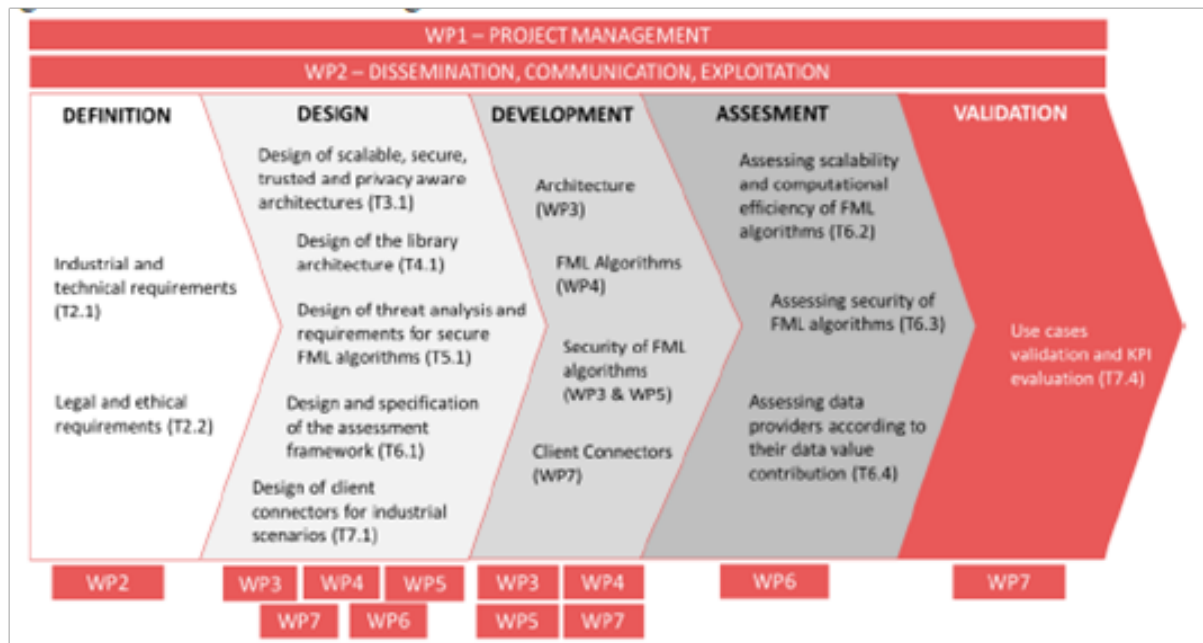 WP1 – PROJECT MANAGEMENT
WP2 – DISSEMINATION, COMMUNICATION, EXPLOITATION
DEFINITION
Industrial and
technical requirements
(T2.1)
Legal and ethical
requirements (T2.2)
DESIGN
Design of scalable, secure,
trusted and privacy aware
architectures (T3.1)
Design of the library
architecture (T4.1)
Design of threat analysis and
requirements for secure
FML algorithms (T5.1)
Design and specification
of the assessment
framework (T6.1)
Design of client
connectors for industrial
scenarios (T7.1)
DEVELOPMENT
Architecture
(WP3)
FML Algorithms
(WP4)
Security of FML
algorithms
(WP3 & WP5)
Client Connectors
(WP7)
ASSESMENT
Assessing scalability
and computational
efficiency of FML
algorithms (T6.2)
Assessing security of
FML algorithms (T6.3)
Assessing data
providers according to
their data value
contribution (T6.4)
VALIDATION
Use cases
validation and KPI
evaluation (T7.4)
WP2
WP3 WP4 WP5
WP7 WP6
WP3 WP4
WP5 WP7
WP6
WP7